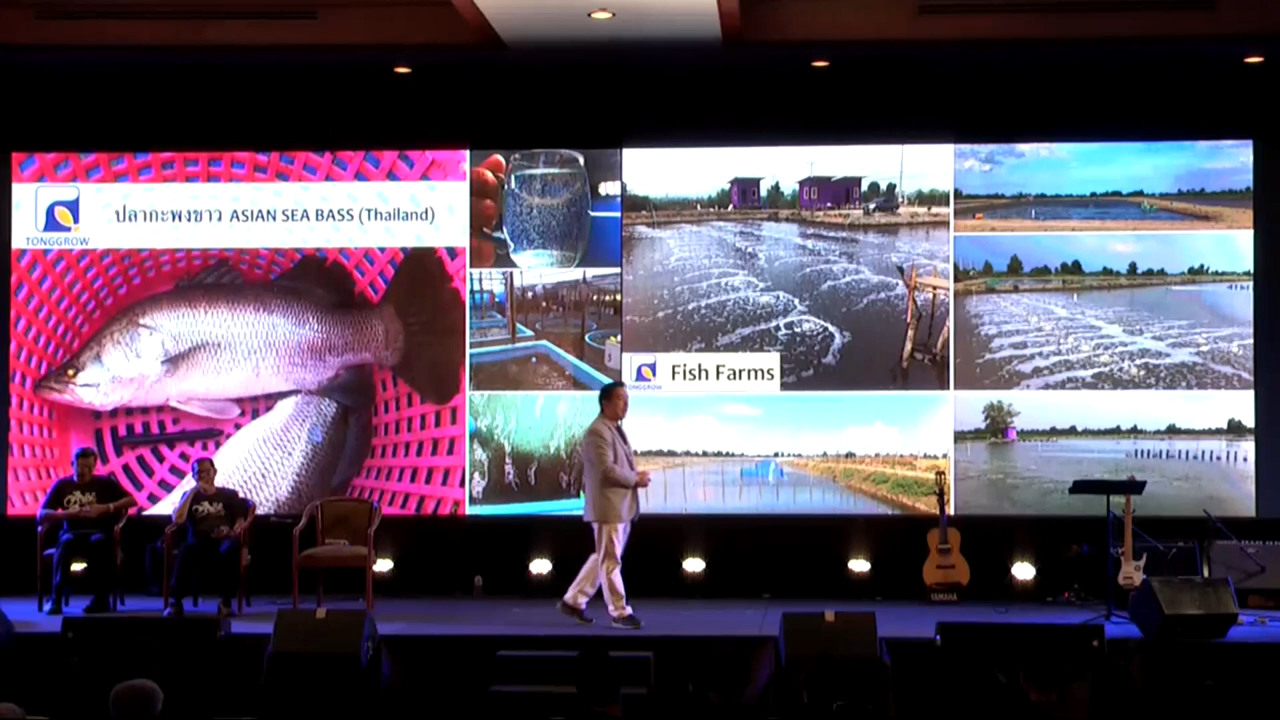 ปลากะพงขาว ASIAN SEA BASS (Thailand)
TONGGROW
Fish Farms
TONGGROW
YAMAHA